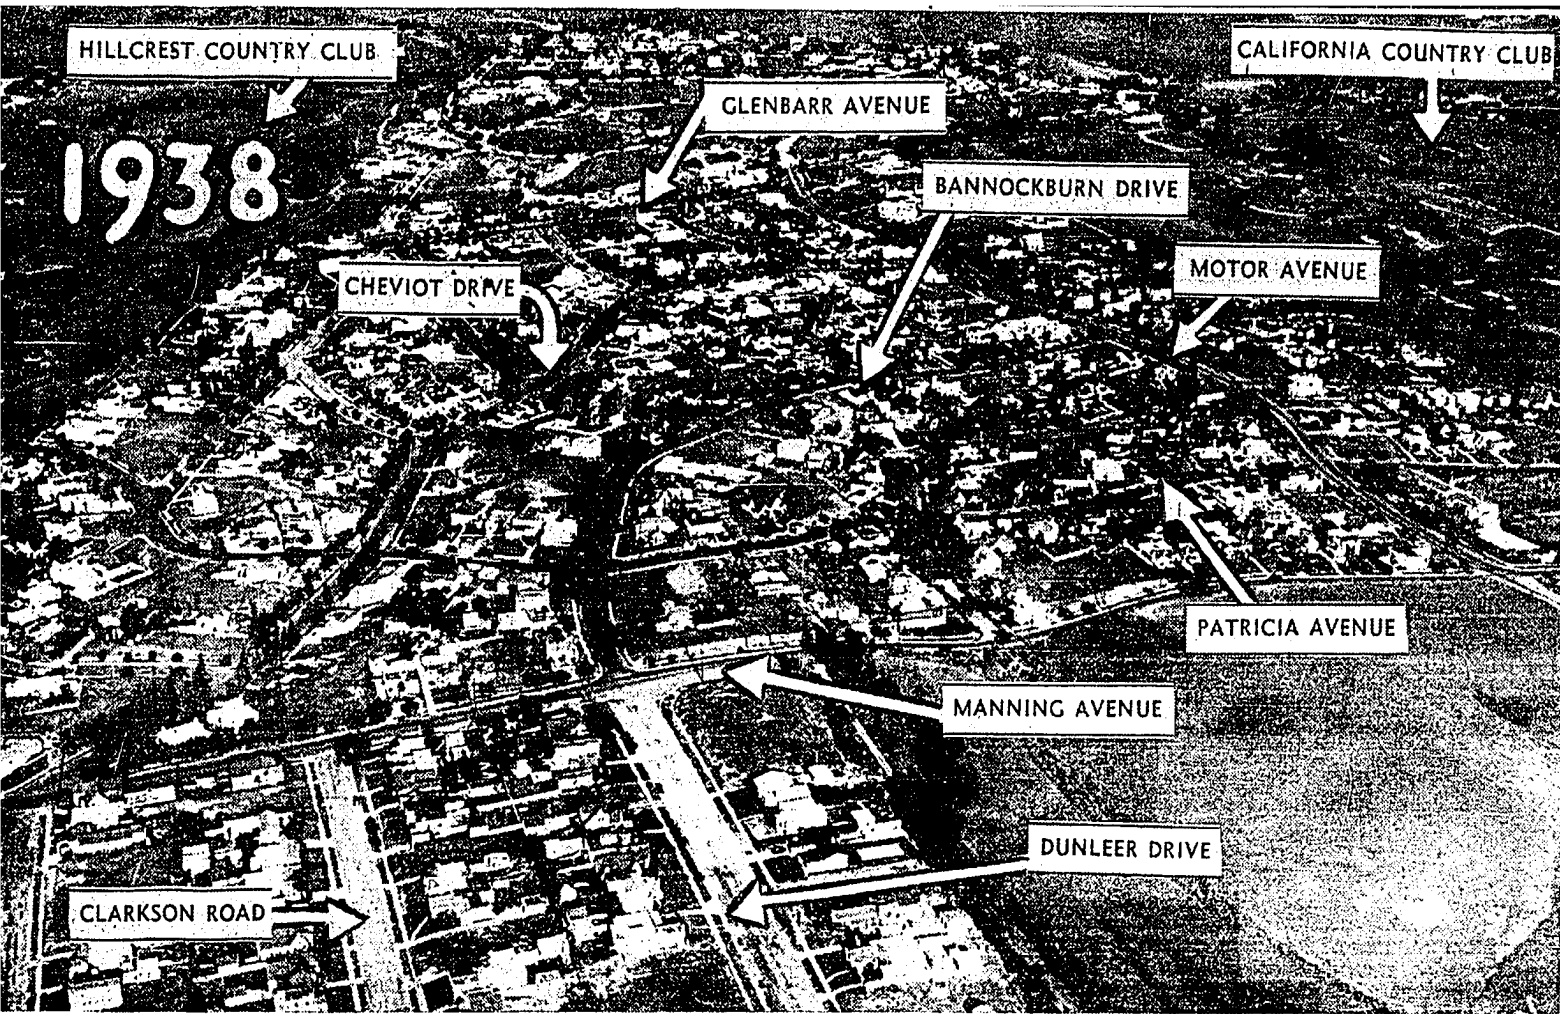 HILLCREST COUNTRY CLUB
CALIFORNIA COUNTRY CLUB
GLENBARR AVENUE
1938
BANNOCKBURN DRIVE
MOTOR AVENUE
CHEVIOT DRIVE
PATRICIA AVENUE
MANNING AVENUE
DUNLEER DRIVE
CLARKSON ROAD